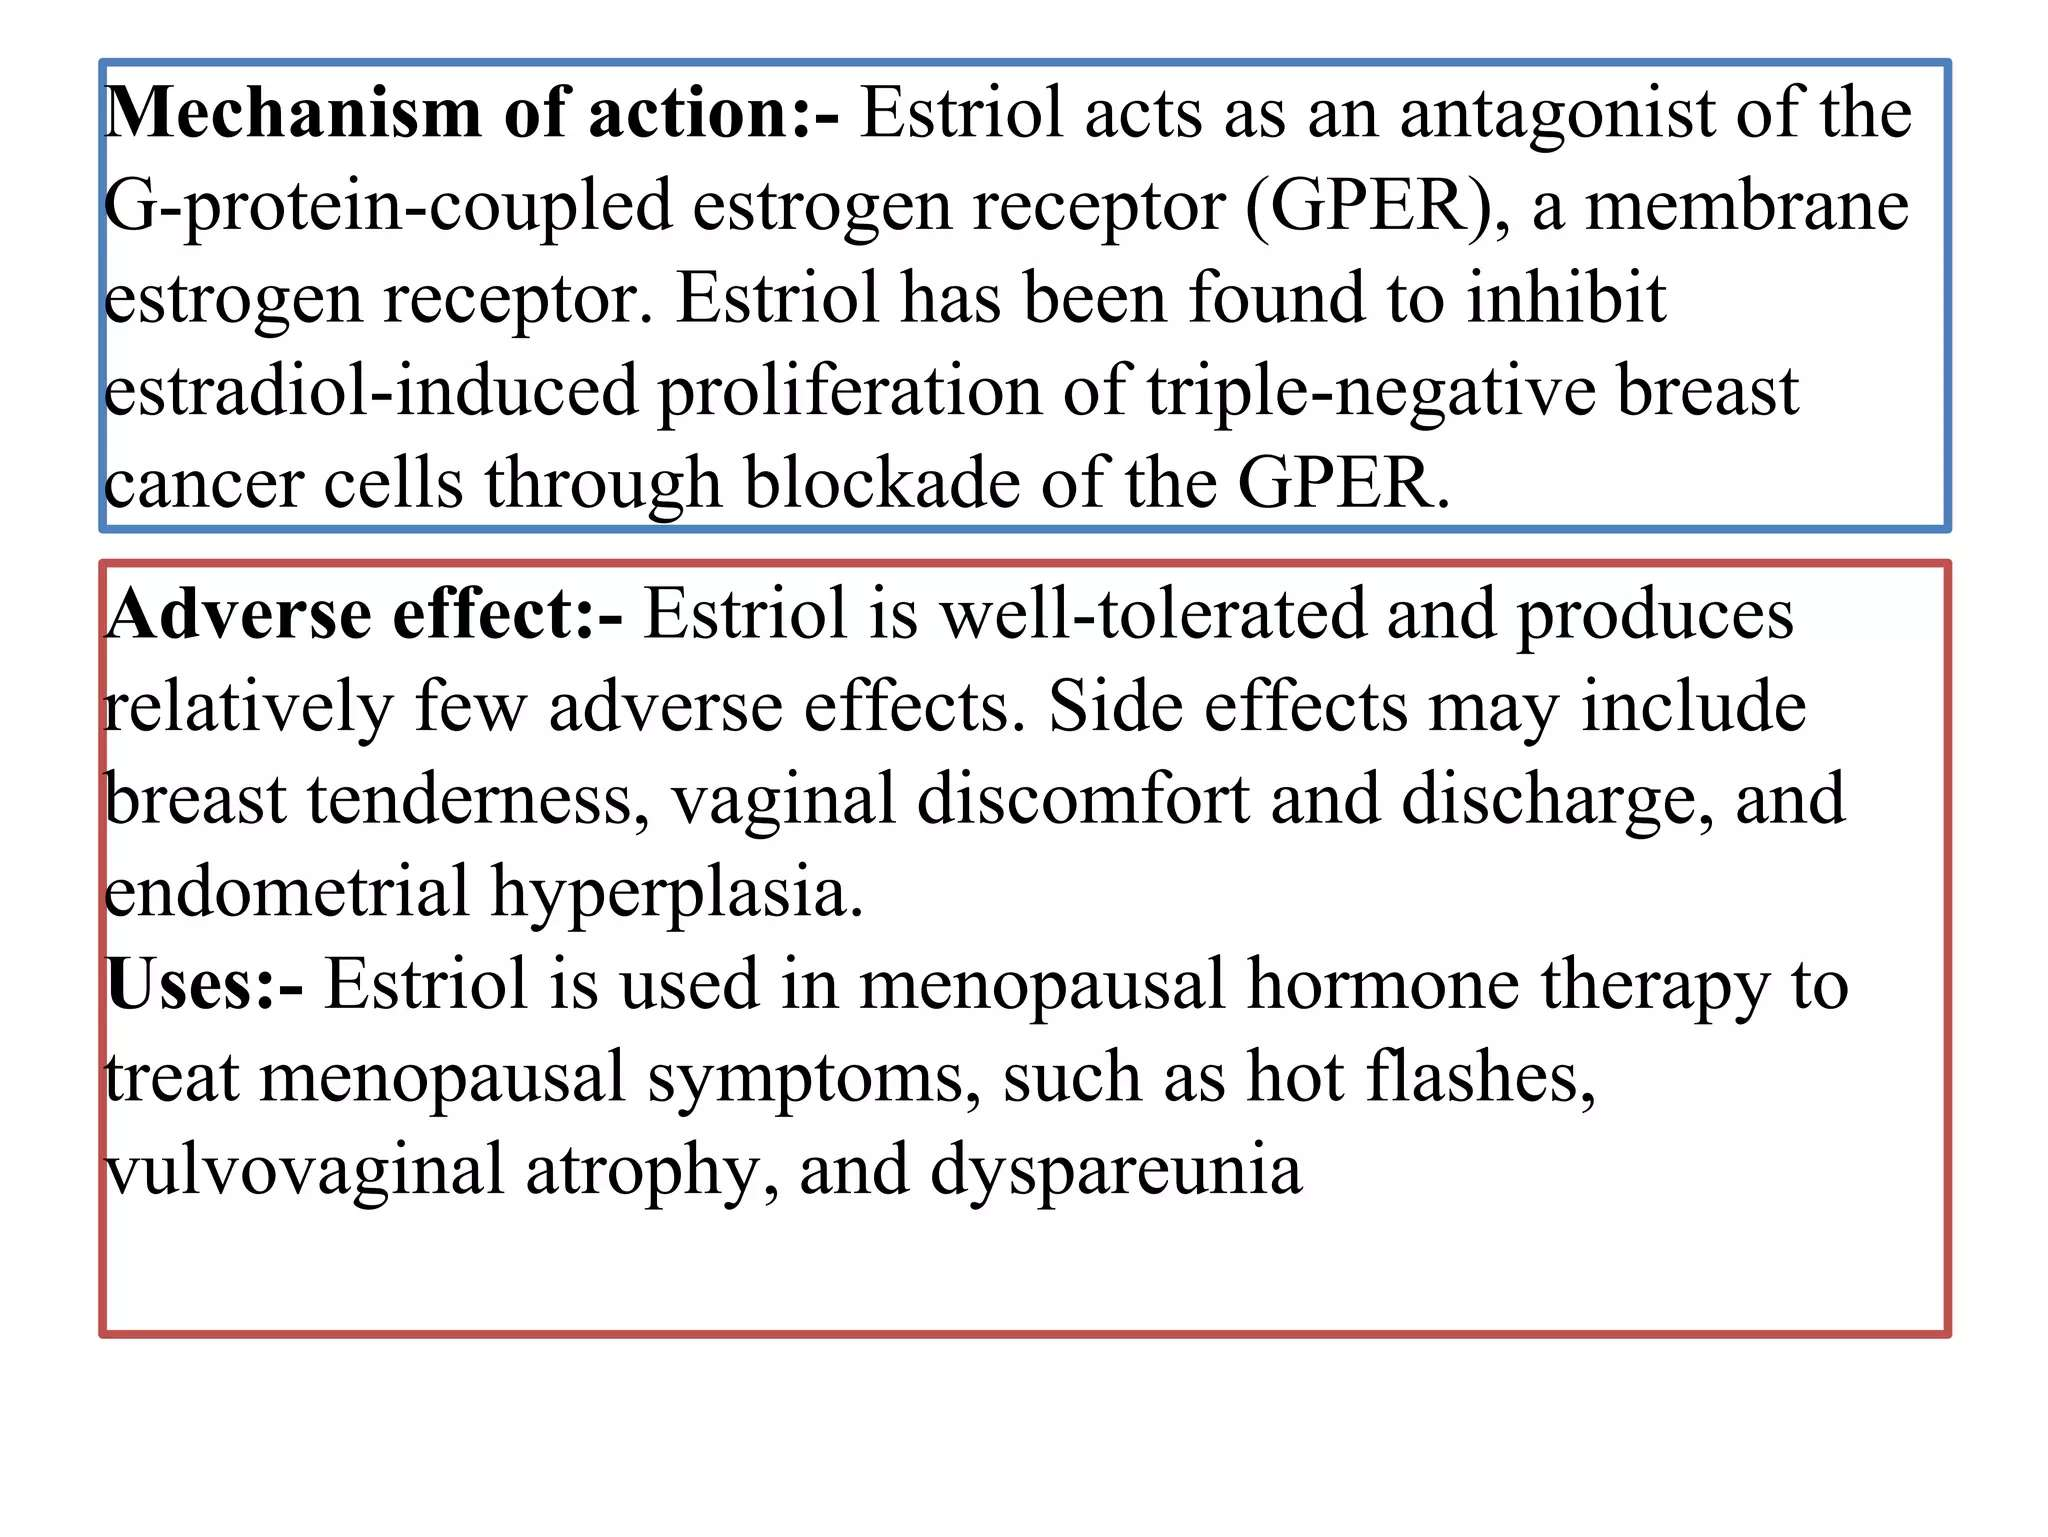 Mechanism of action:- Estriol acts as an antagonist of the
G-protein-coupled estrogen receptor (GPER), a membrane
estrogen receptor. Estriol has been found to inhibit
estradiol-induced proliferation of triple-negative breast
cancer cells through blockade of the GPER.
Adverse effect:- Estriol is well-tolerated and produces
relatively few adverse effects. Side effects may include
breast tenderness, vaginal discomfort and discharge, and
endometrial hyperplasia.
Uses:- Estriol is used in menopausal hormone therapy to
treat menopausal symptoms, such as hot flashes,
vulvovaginal atrophy, and dyspareunia